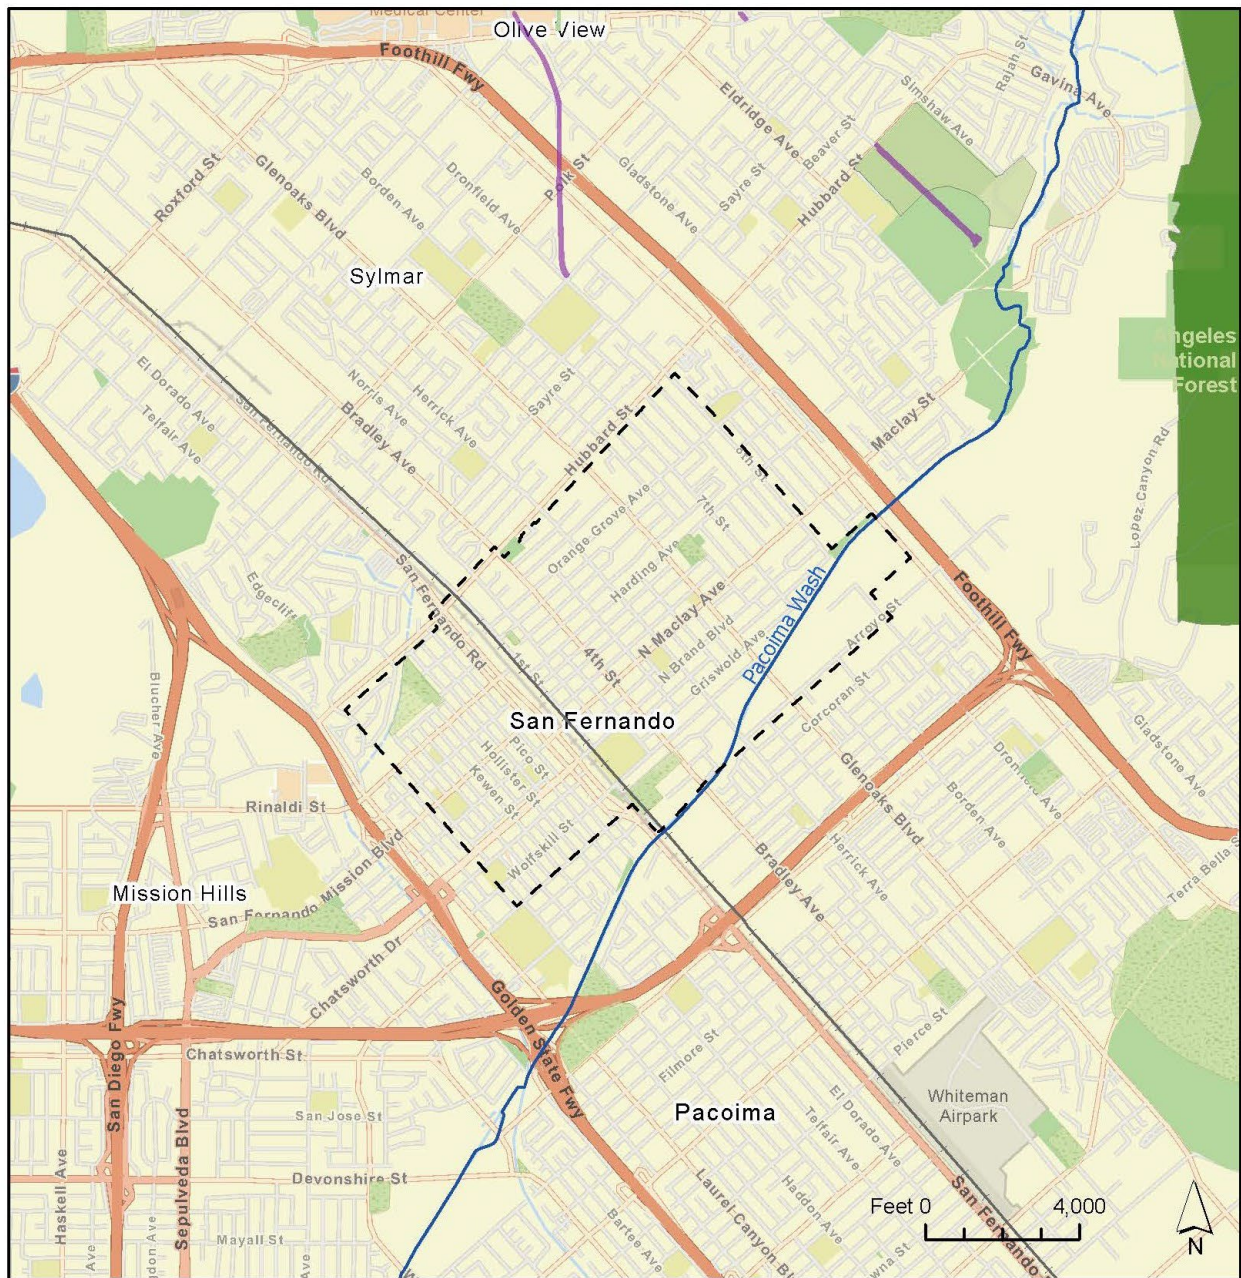 Medical Center
Olive View
Foothill Fwy
Rajah St
Gavina Ave
Simshaw Ave
Eldridge Ave
Beaver St
Hubbard St
Sayre St
Gladstone Ave
Polk St
Dronfield Ave
Borden Ave
Glenoaks Blvd
Roxford St
Sylmar
Angeles
National
Forest
El Dorado Ave
Telfair Ave
San Fernando Rd
Norris Ave
Herrick Ave
Bradley Ave
Sayre St
Hubbard St
Maclay St
8th St
7th St
Orange Grove Ave
Harding Ave
N Maclay Ave
N Brand Blvd
Griswold Ave
Pacoima Wash
Arroyo St
Lopez Canyon Rd
Foothill Fwy
San Fernando Rd
1st St
4th St
San Fernando
Corcoran St
Blucher Ave
Pico St
Hollister St
Kewen St
Wolfskill St
Rinaldi St
Mission Hills
San Fernando Mission Blvd
Chatsworth Dr
Glenoaks Blvd
Borden Ave
Dronfield Ave
Gladstone Ave
Bradley Ave
Herrick Ave
San Diego Fwy
Chatsworth St
Golden State Fwy
Filmore St
Pierce St
Whiteman
Airpark
Pacoima
El Dorado Ave
Telfair Ave
San Jose St
Sepulveda Blvd
Devonshire St
Haskell Ave
Mayall St
Laurel Canyon Bl
Haddon Ave
Bartee Ave
San Fernando
Feet 0
4,000
N